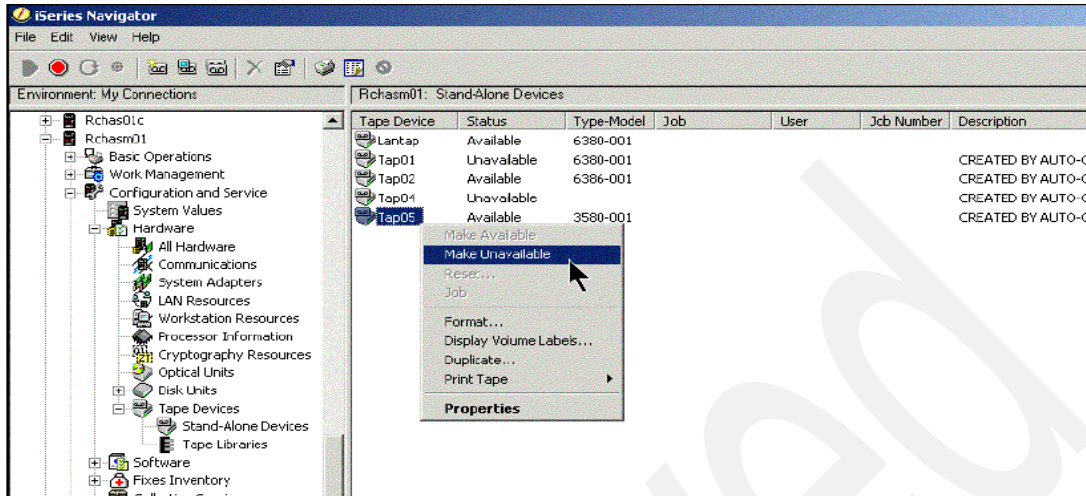 iSeries Navigator
File Edit View Help
Environment: My Connections
Rchasm01: Stand-Alone Devices
Rchas01c
Rchasm01
Basic Operations
Work Management
Configuration and Service
System Values
Hardware
All Hardware
Communications
System Adapters
LAN Resources
Workstation Resources
Processor Information
Cryptography Resources
Optical Units
Disk Units
Tape Devices
Stand-Alone Devices
Tape Libraries
Software
Fixes Inventory
Tape Device Status Type-Model Job User Job Number Description
Lantap Available 6380-001
Tap01 Unavailable 6380-001 CREATED BY AUTO-C
Tap02 Available 6386-001 CREATED BY AUTO-C
Tap04 Unavailable CREATED BY AUTO-C
Tap05 Available 3580-001 CREATED BY AUTO-C
Make Available
Make Unavailable
Reset...
Job
Format...
Display Volume Labels...
Duplicate...
Print Tape
Properties